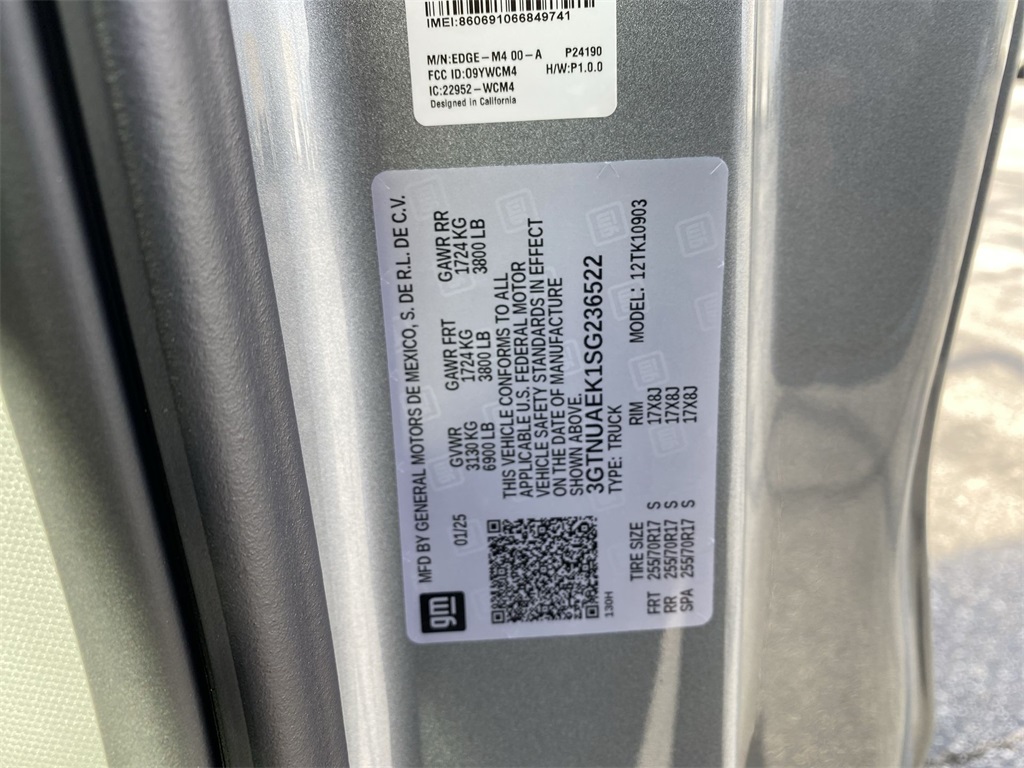 IMEI:860691066849741
M/N:EDGE-M4 00-A P24190
FCC ID:O9YWCM4 H/W:P1.0.0
IC:22952-WCM4
Designed in California
gm MFD BY GENERAL MOTORS DE MEXICO, S. DE R.L. DE C.V.
01/25 GVWR GAWR FRT GAWR RR
3130 KG 1724 KG 1724 KG
6900 LB 3800 LB 3800 LB
THIS VEHICLE CONFORMS TO ALL
APPLICABLE U.S. FEDERAL MOTOR
VEHICLE SAFETY STANDARDS IN EFFECT
ON THE DATE OF MANUFACTURE
SHOWN ABOVE.
3GTNUAEK1SG236522
TYPE: TRUCK
130H
TIRE SIZE RIM MODEL: 12TK10903
FRT 255/70R17 S 17X8J
RR 255/70R17 S 17X8J
SPA 255/70R17 S 17X8J